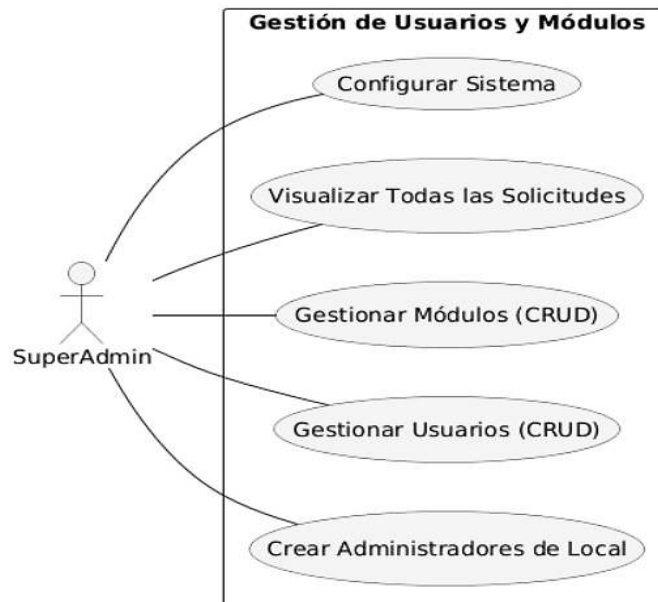 Gestión de Usuarios y Módulos
Configurar Sistema
Visualizar Todas las Solicitudes
Gestionar Módulos (CRUD)
SuperAdmin
Gestionar Usuarios (CRUD)
Crear Administradores de Local